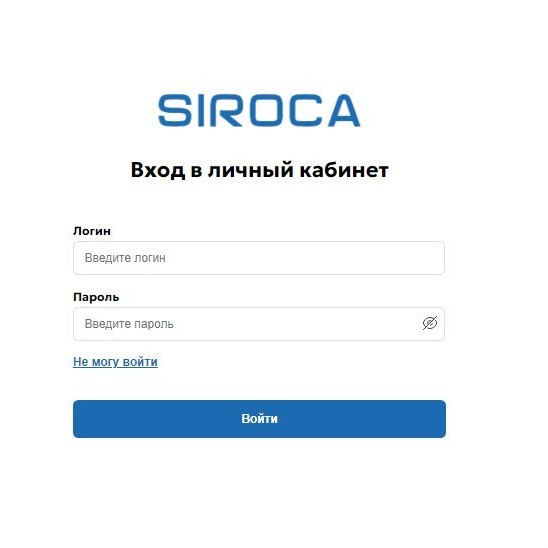 SIROCA
Вход в личный кабинет
Логин
Введите логин
Пароль
Введите пароль
Не могу войти
Войти